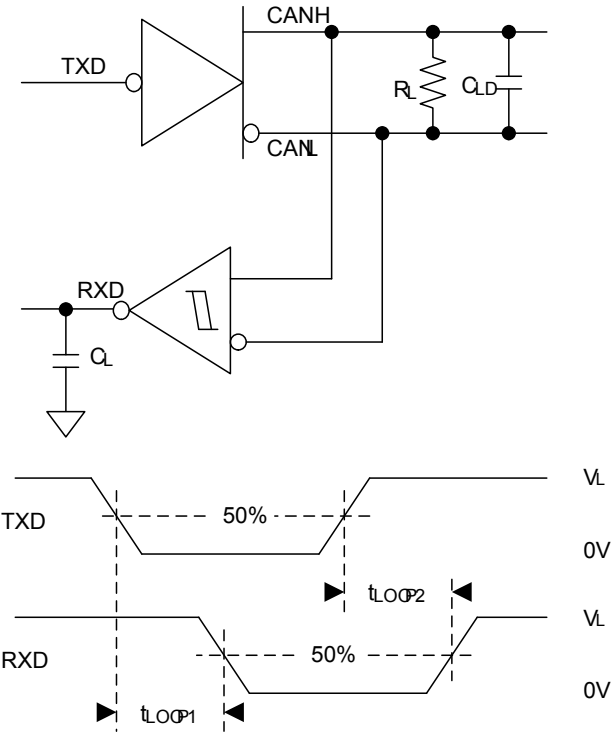 CANH
TXD
RL
CLD
CANL
RXD
CL
VL
TXD
50%
0V
tLOOP2
VL
RXD
50%
0V
tLOOP1